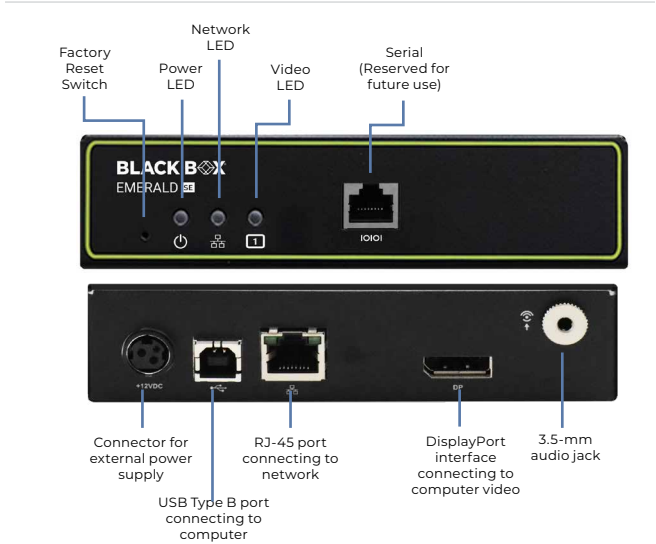 Network
LED
Factory
Reset
Switch
Power
LED
Video
LED
Serial
(Reserved for
future use)
BLACK BOX
EMERALD SE
1
IOIOI
+12VDC
DP
Connector for
external power
supply
USB Type B port
connecting to
computer
RJ-45 port
connecting to
network
DisplayPort
interface
connecting to
computer video
3.5-mm
audio jack